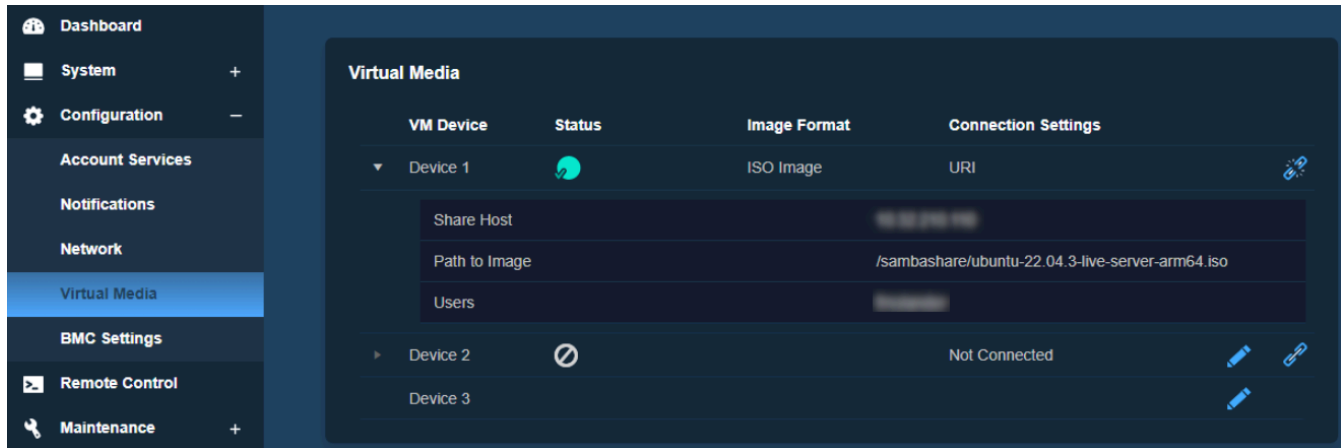 Dashboard
System +
Configuration −
Account Services
Notifications
Network
Virtual Media
BMC Settings
Remote Control
Maintenance +
Virtual Media
VM Device Status Image Format Connection Settings
Device 1 ISO Image URI
Share Host
Path to Image /sambashare/ubuntu-22.04.3-live-server-arm64.iso
Users
Device 2 Not Connected
Device 3